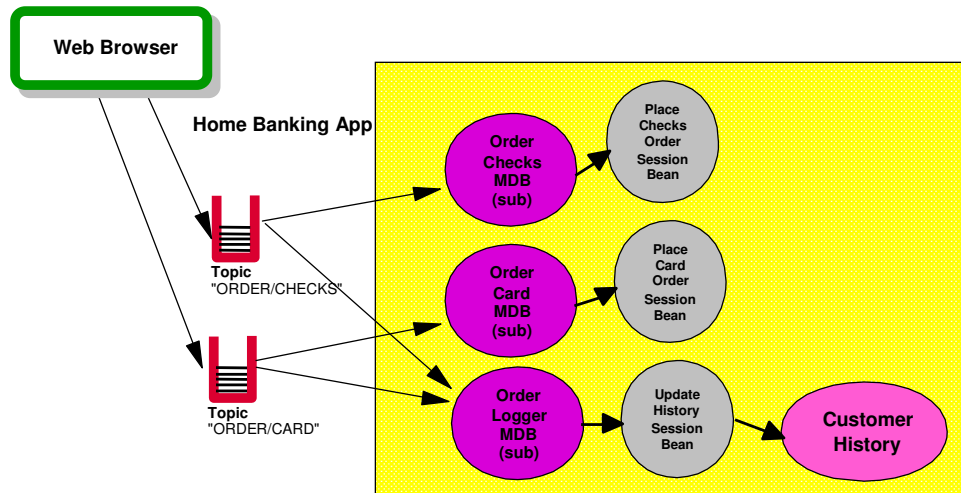 Web Browser
Home Banking App
Topic
"ORDER/CHECKS"
Topic
"ORDER/CARD"
Order
Checks
MDB
(sub)
Place
Checks
Order
Session
Bean
Order
Card
MDB
(sub)
Place
Card
Order
Session
Bean
Order
Logger
MDB
(sub)
Update
History
Session
Bean
Customer
History